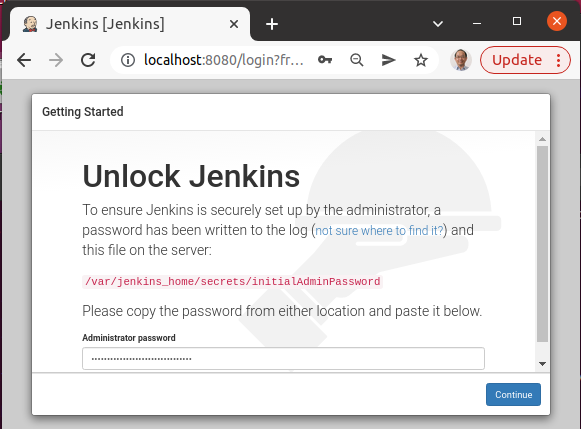 Jenkins [Jenkins]
localhost:8080/login?fr
Update
Getting Started
Unlock Jenkins
To ensure Jenkins is securely set up by the administrator, a
password has been written to the log (not sure where to find it?) and
this file on the server:
/var/jenkins_home/secrets/initialAdminPassword
Please copy the password from either location and paste it below.
Administrator password
Continue